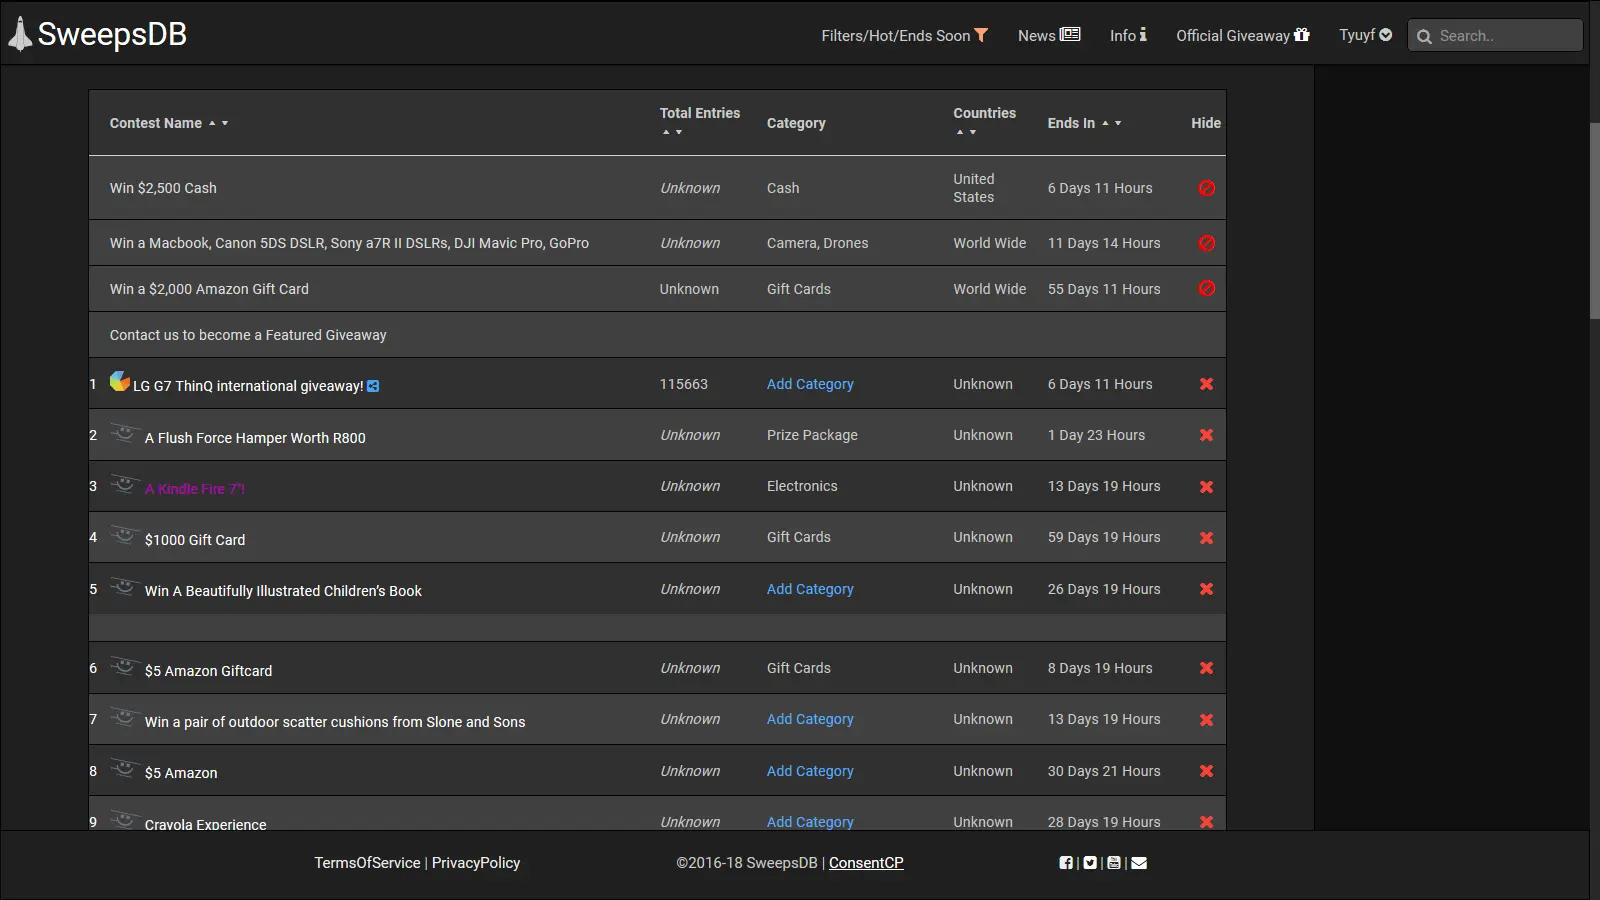 SweepsDB
Filters/Hot/Ends Soon News Info Official Giveaway Tyuyf Search..
Contest Name Total Entries Category Countries Ends In Hide
Win $2,500 Cash Unknown Cash United States 6 Days 11 Hours
Win a Macbook, Canon 5DS DSLR, Sony a7R II DSLRs, DJI Mavic Pro, GoPro Unknown Camera, Drones World Wide 11 Days 14 Hours
Win a $2,000 Amazon Gift Card Unknown Gift Cards World Wide 55 Days 11 Hours
Contact us to become a Featured Giveaway
1 LG G7 ThinQ international giveaway! 115663 Add Category Unknown 6 Days 11 Hours
2 A Flush Force Hamper Worth R800 Unknown Prize Package Unknown 1 Day 23 Hours
3 A Kindle Fire 7"! Unknown Electronics Unknown 13 Days 19 Hours
4 $1000 Gift Card Unknown Gift Cards Unknown 59 Days 19 Hours
5 Win A Beautifully Illustrated Children’s Book Unknown Add Category Unknown 26 Days 19 Hours
6 $5 Amazon Giftcard Unknown Gift Cards Unknown 8 Days 19 Hours
7 Win a pair of outdoor scatter cushions from Slone and Sons Unknown Add Category Unknown 13 Days 19 Hours
8 $5 Amazon Unknown Add Category Unknown 30 Days 21 Hours
9 Crayola Experience Unknown Add Category Unknown 28 Days 19 Hours
TermsOfService | PrivacyPolicy ©2016-18 SweepsDB | ConsentCP | | |